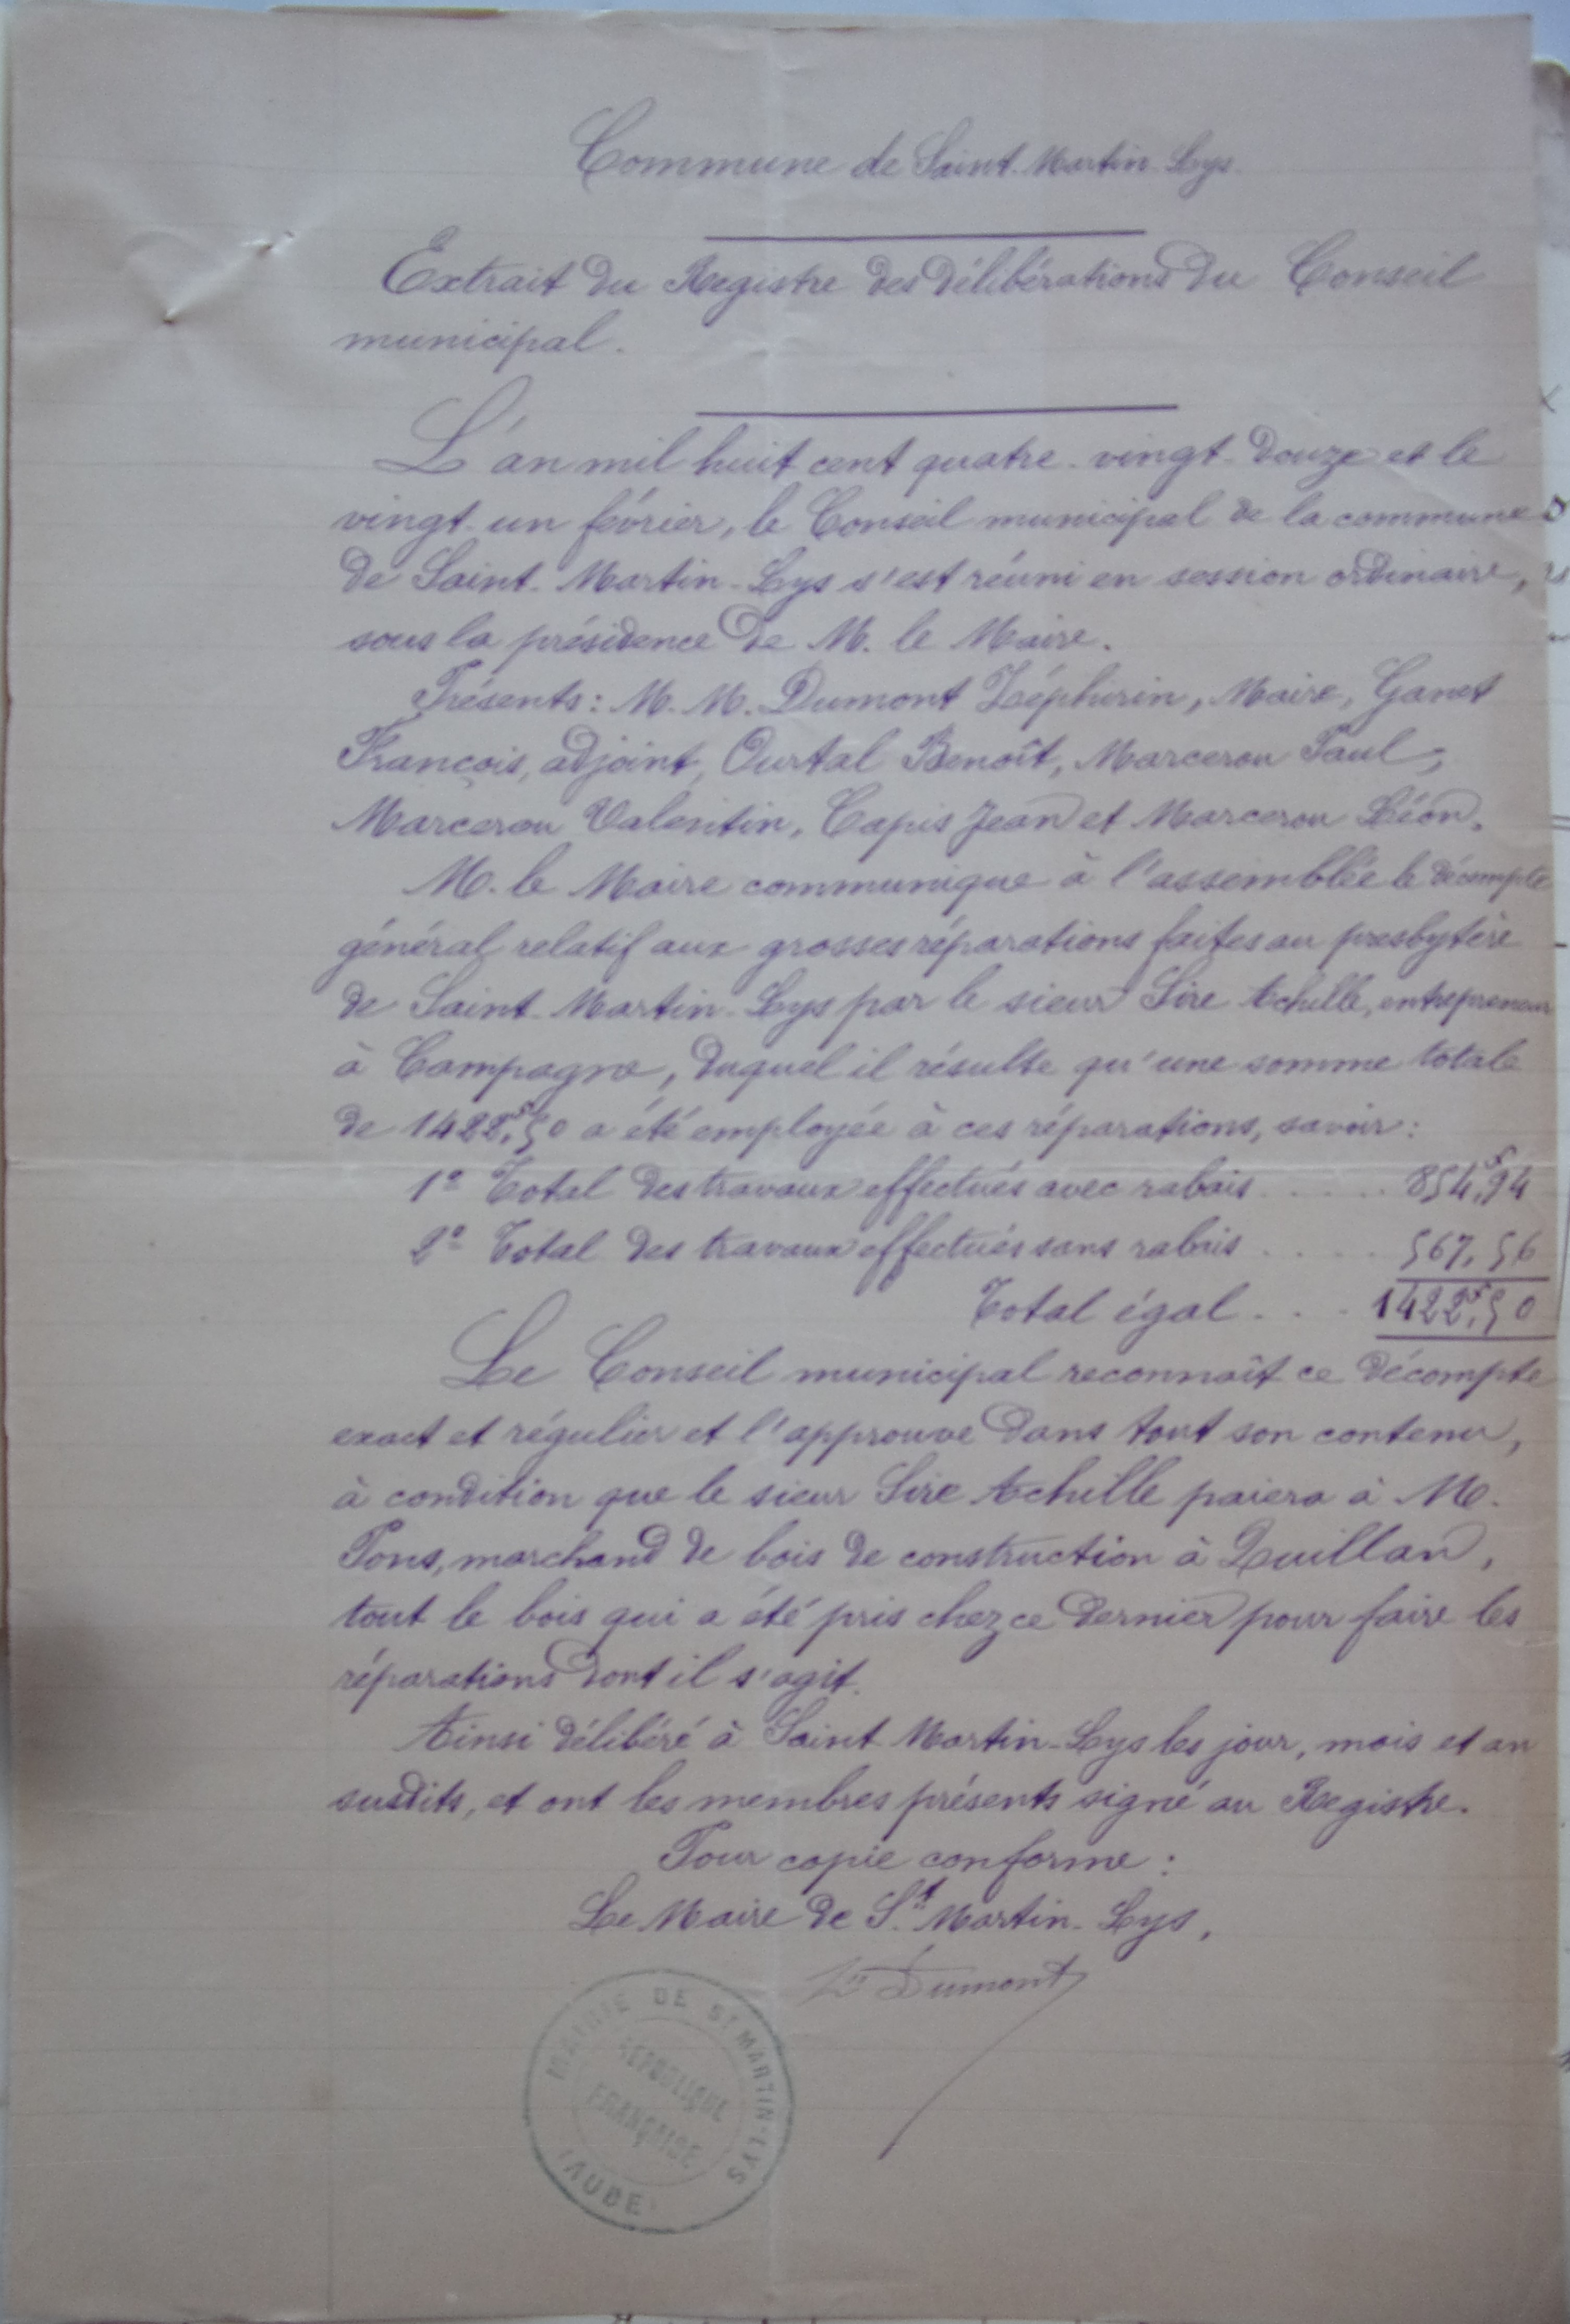 Commune de Saint-Martin-Lys.
Extrait du Registre des délibérations du Conseil
municipal.
L'an mil huit cent quatre-vingt-douze et le
vingt-un février, le Conseil municipal de la commune
de Saint-Martin-Lys s'est réuni en session ordinaire,
sous la présidence de M. le Maire.
Présents: M. M. Dumont Zéphirin, Maire, Ganet
François, adjoint, Ourtal Benoît, Marcerou Paul,
Marcerou Valentin, Capis Jean et Marcerou Léon.
M. le Maire communique à l'assemblée le décompte
général relatif aux grosses réparations faites au presbytère
de Saint-Martin-Lys par le sieur Sire Achille, entrepreneur
à Campagne, duquel il résulte qu'une somme totale
de 1422,f50 a été employée à ces réparations, savoir:
1º Total des travaux effectués avec rabais ..... 854,f94
2º Total des travaux effectués sans rabais .... 567,56
Total égal ... 1422,f50
Le Conseil municipal reconnaît ce décompte
exact et régulier et l'approuve dans tout son contenu,
à condition que le sieur Sire Achille paiera à M.
Pons, marchand de bois de construction à Quillan,
tout le bois qui a été pris chez ce dernier pour faire les
réparations dont il s'agit.
Ainsi délibéré à Saint-Martin-Lys les jour, mois et an
susdits, et ont les membres présents signé au Registre.
Pour copie conforme:
Le Maire de St Martin-Lys,
Dumont
MAIRIE DE ST MARTIN-LYS
RÉPUBLIQUE
FRANÇAISE
(AUDE)